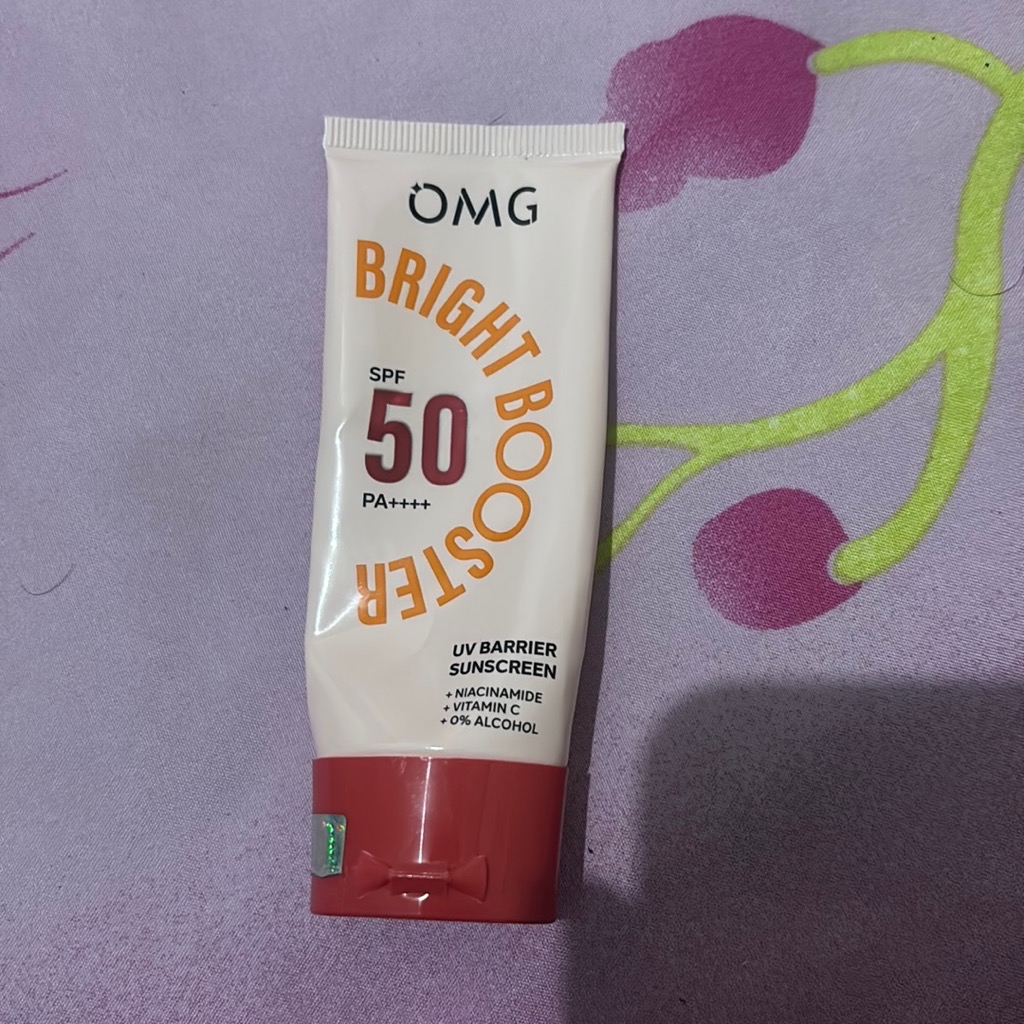 OMG
BRIGHT BOOSTER
SPF
50
PA++++
UV BARRIER
SUNSCREEN
+ NIACINAMIDE
+ VITAMIN C
+ 0% ALCOHOL